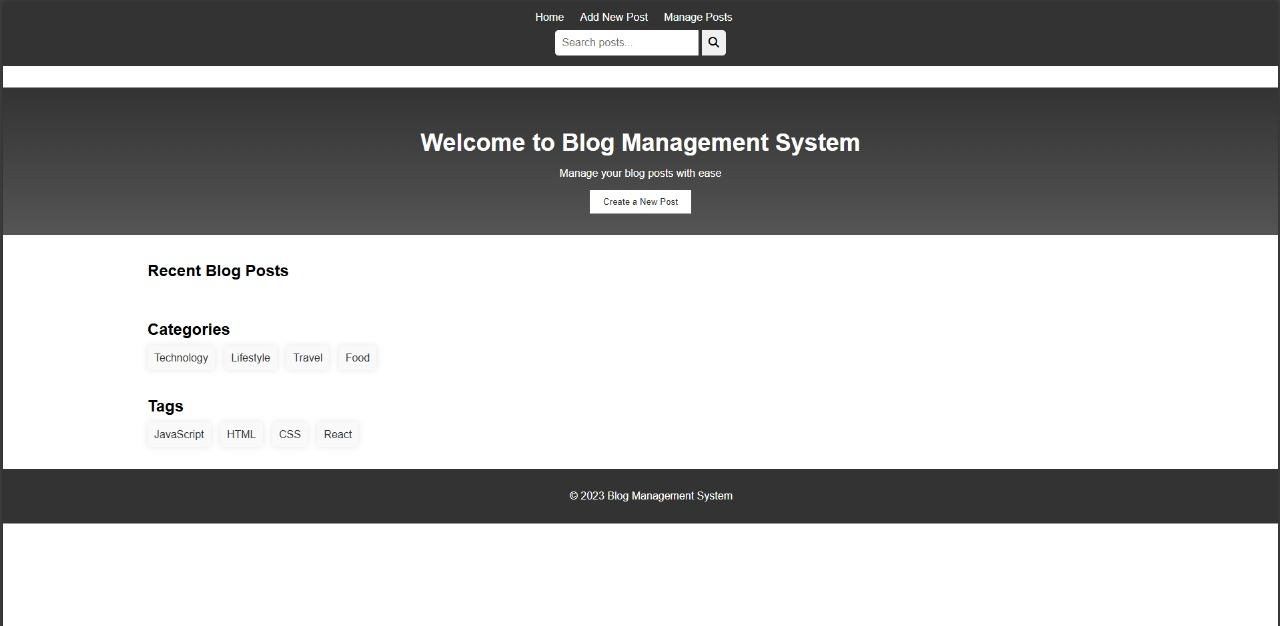 Home Add New Post Manage Posts
Search posts...
Welcome to Blog Management System
Manage your blog posts with ease
Create a New Post
Recent Blog Posts
Categories
Technology Lifestyle Travel Food
Tags
JavaScript HTML CSS React
© 2023 Blog Management System